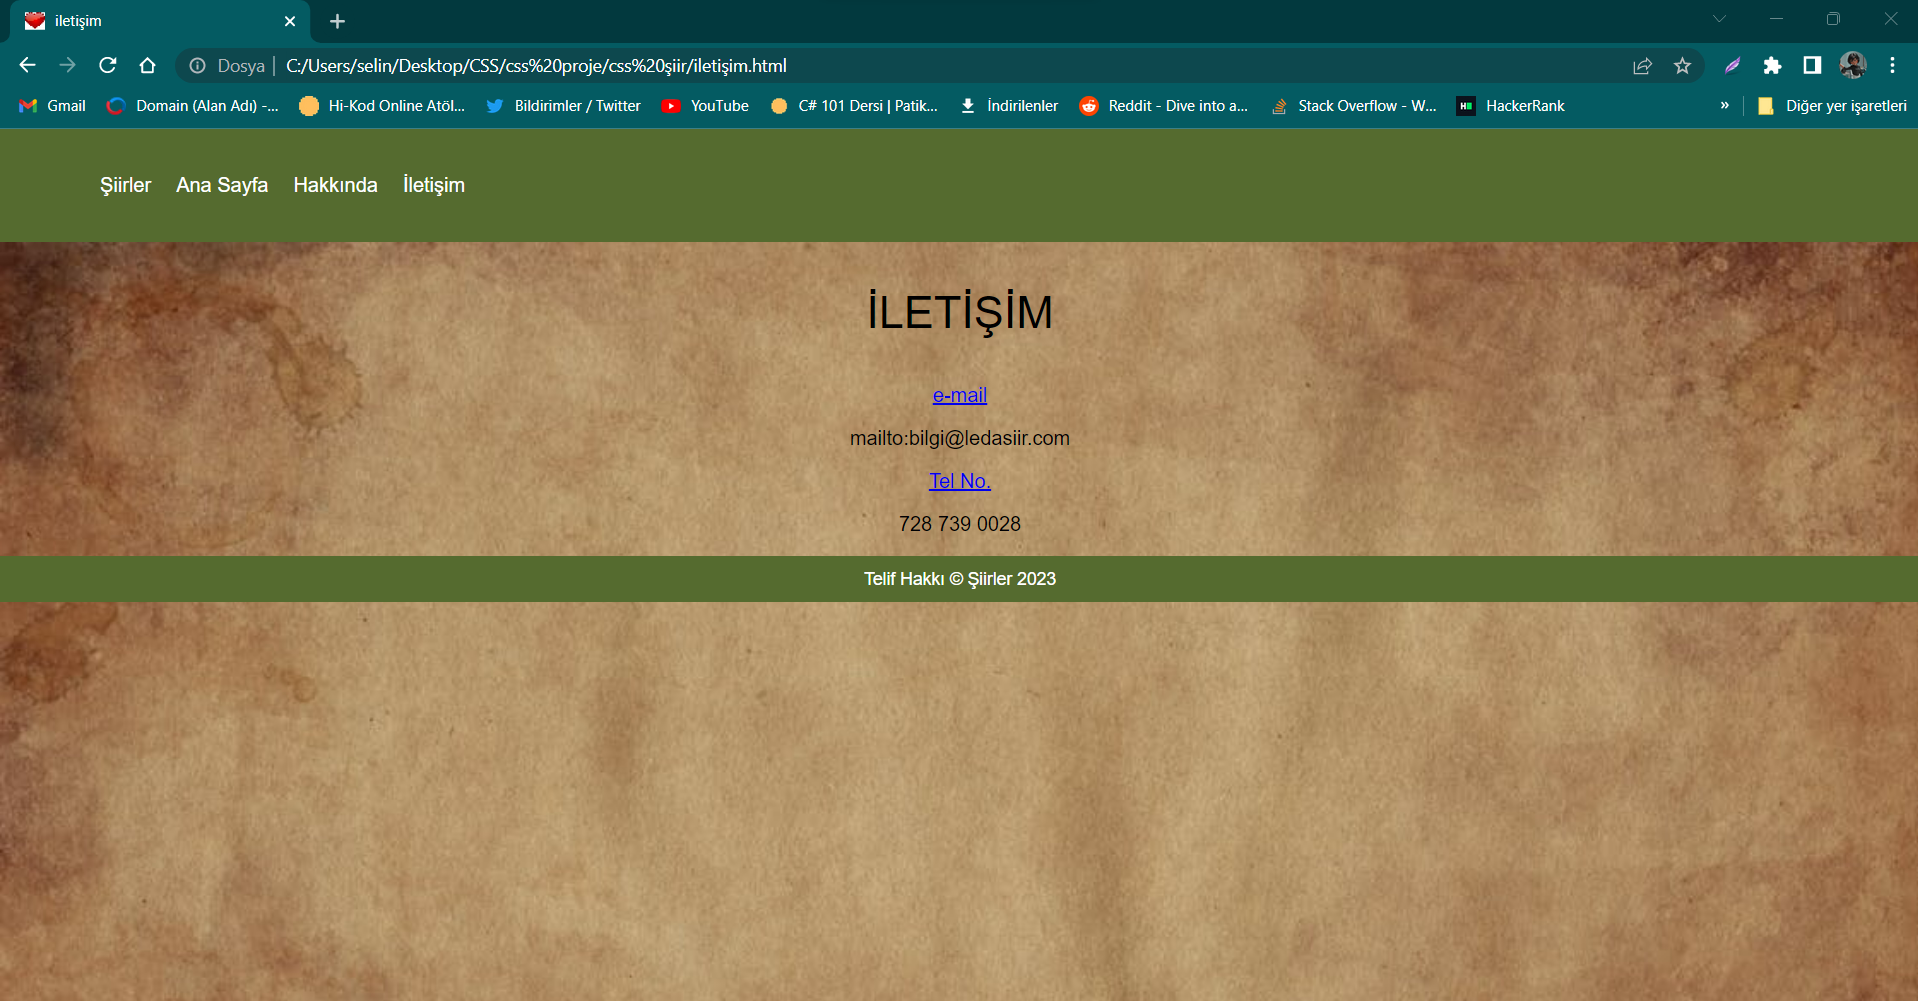 iletişim
Dosya C:/Users/selin/Desktop/CSS/css%20proje/css%20şiir/iletişim.html
Gmail Domain (Alan Adı) -... Hi-Kod Online Atöl... Bildirimler / Twitter YouTube C# 101 Dersi | Patik... İndirilenler Reddit - Dive into a... Stack Overflow - W... HackerRank » Diğer yer işaretleri
Şiirler Ana Sayfa Hakkında İletişim
İLETİŞİM
e-mail
mailto:bilgi@ledasiir.com
Tel No.
728 739 0028
Telif Hakkı © Şiirler 2023